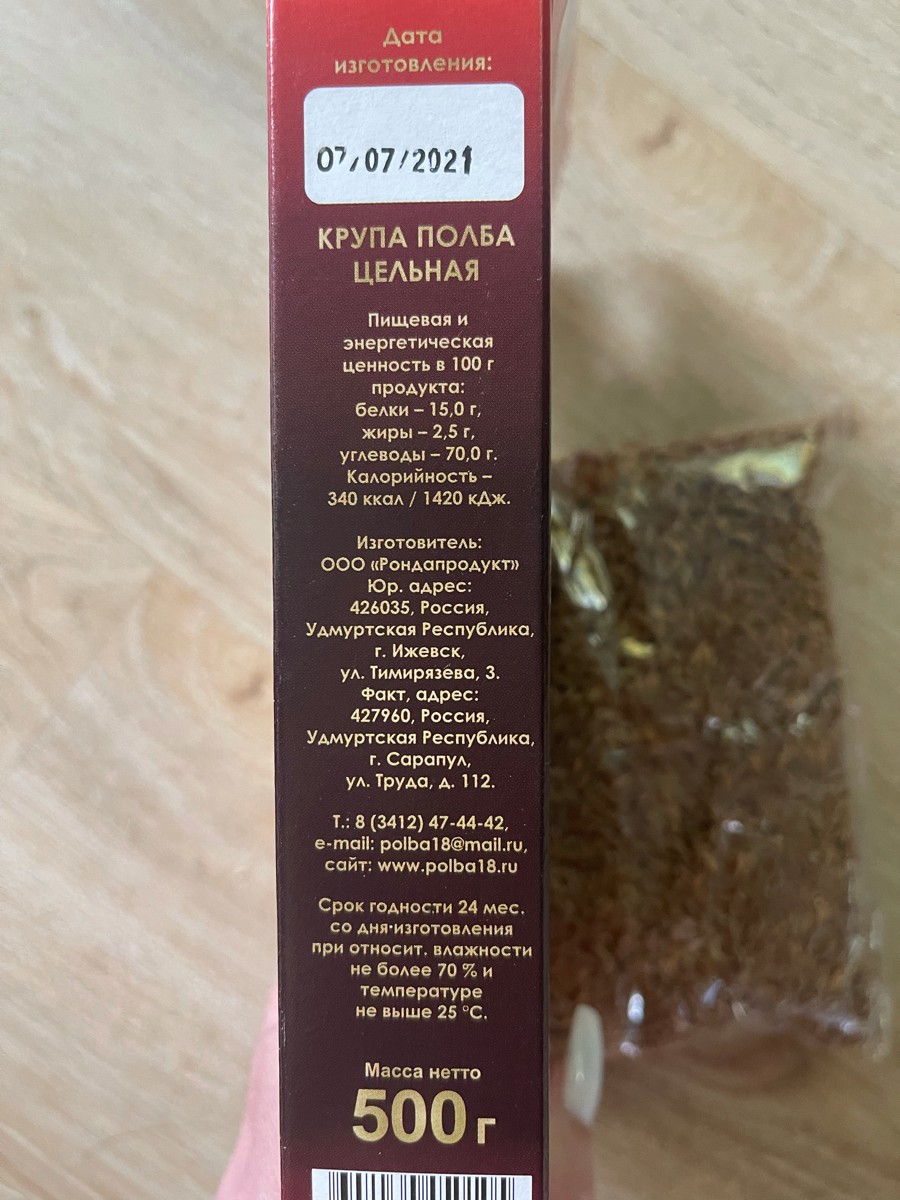 Дата
изготовления:
07/07/2021
КРУПА ПОЛБА
ЦЕЛЬНАЯ
Пищевая и
энергетическая
ценность в 100 г
продукта:
белки – 15,0 г,
жиры – 2,5 г,
углеводы – 70,0 г.
Калорийность –
340 ккал / 1420 кДж.
Изготовитель:
ООО «Рондапродукт»
Юр. адрес:
426035, Россия,
Удмуртская Республика,
г. Ижевск,
ул. Тимирязева, 3.
Факт, адрес:
427960, Россия,
Удмуртская Республика,
г. Сарапул,
ул. Труда, д. 112.
Т.: 8 (3412) 47-44-42,
e-mail: polba18@mail.ru,
сайт: www.polba18.ru
Срок годности 24 мес.
со дня изготовления
при относит. влажности
не более 70 % и
температуре
не выше 25 °С.
Масса нетто
500 г